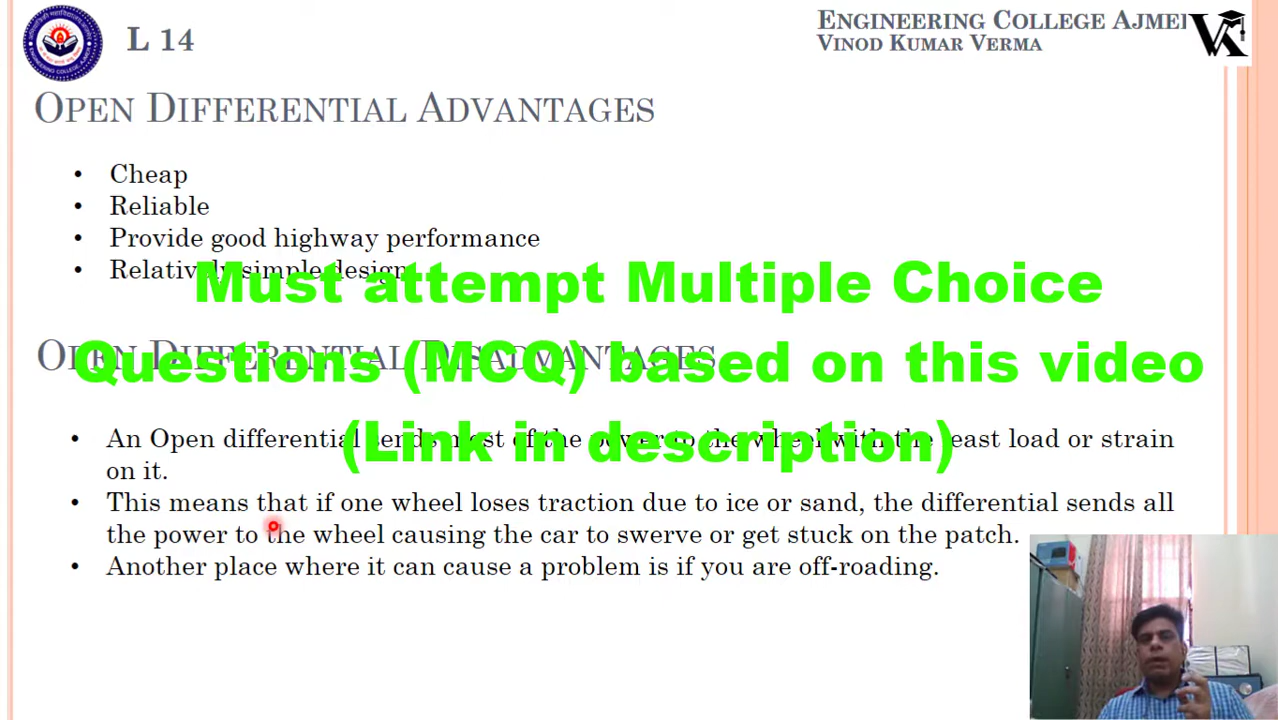 L 14
ENGINEERING COLLEGE AJME
VINOD KUMAR VERMA
VK
OPEN DIFFERENTIAL ADVANTAGES
• Cheap
• Reliable
• Provide good highway performance
• Relatively simple design
Must attempt Multiple Choice
OPEN DIFFERENTIAL DISADVANTAGES
Questions (MCQ) based on this video
• An Open differential sends most of the power to the wheel with the least load or strain
(Link in description)
on it.
• This means that if one wheel loses traction due to ice or sand, the differential sends all
the power to the wheel causing the car to swerve or get stuck on the patch.
• Another place where it can cause a problem is if you are off-roading.